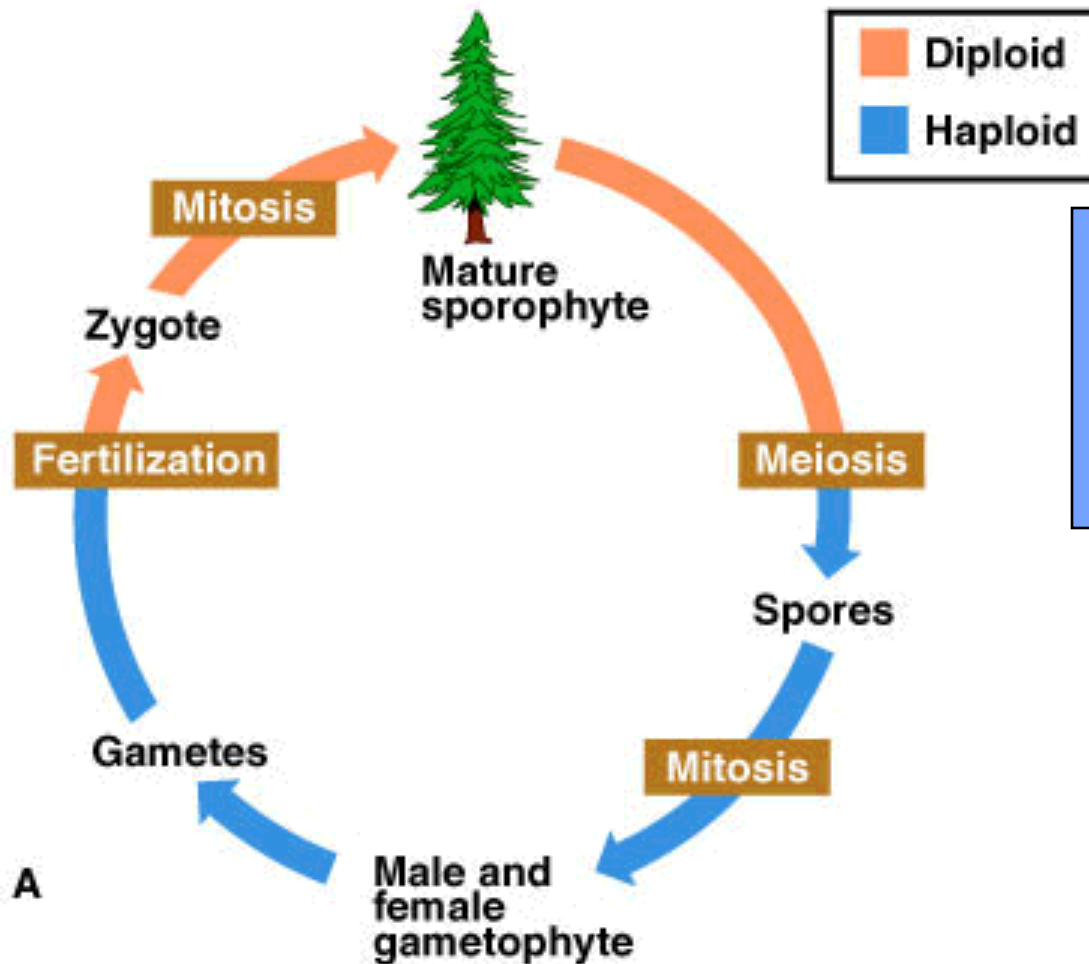 Diploid
Haploid
Mitosis
Mature
sporophyte
Zygote
Fertilization
Meiosis
Spores
Gametes
Mitosis
Male and
female
gametophyte
A